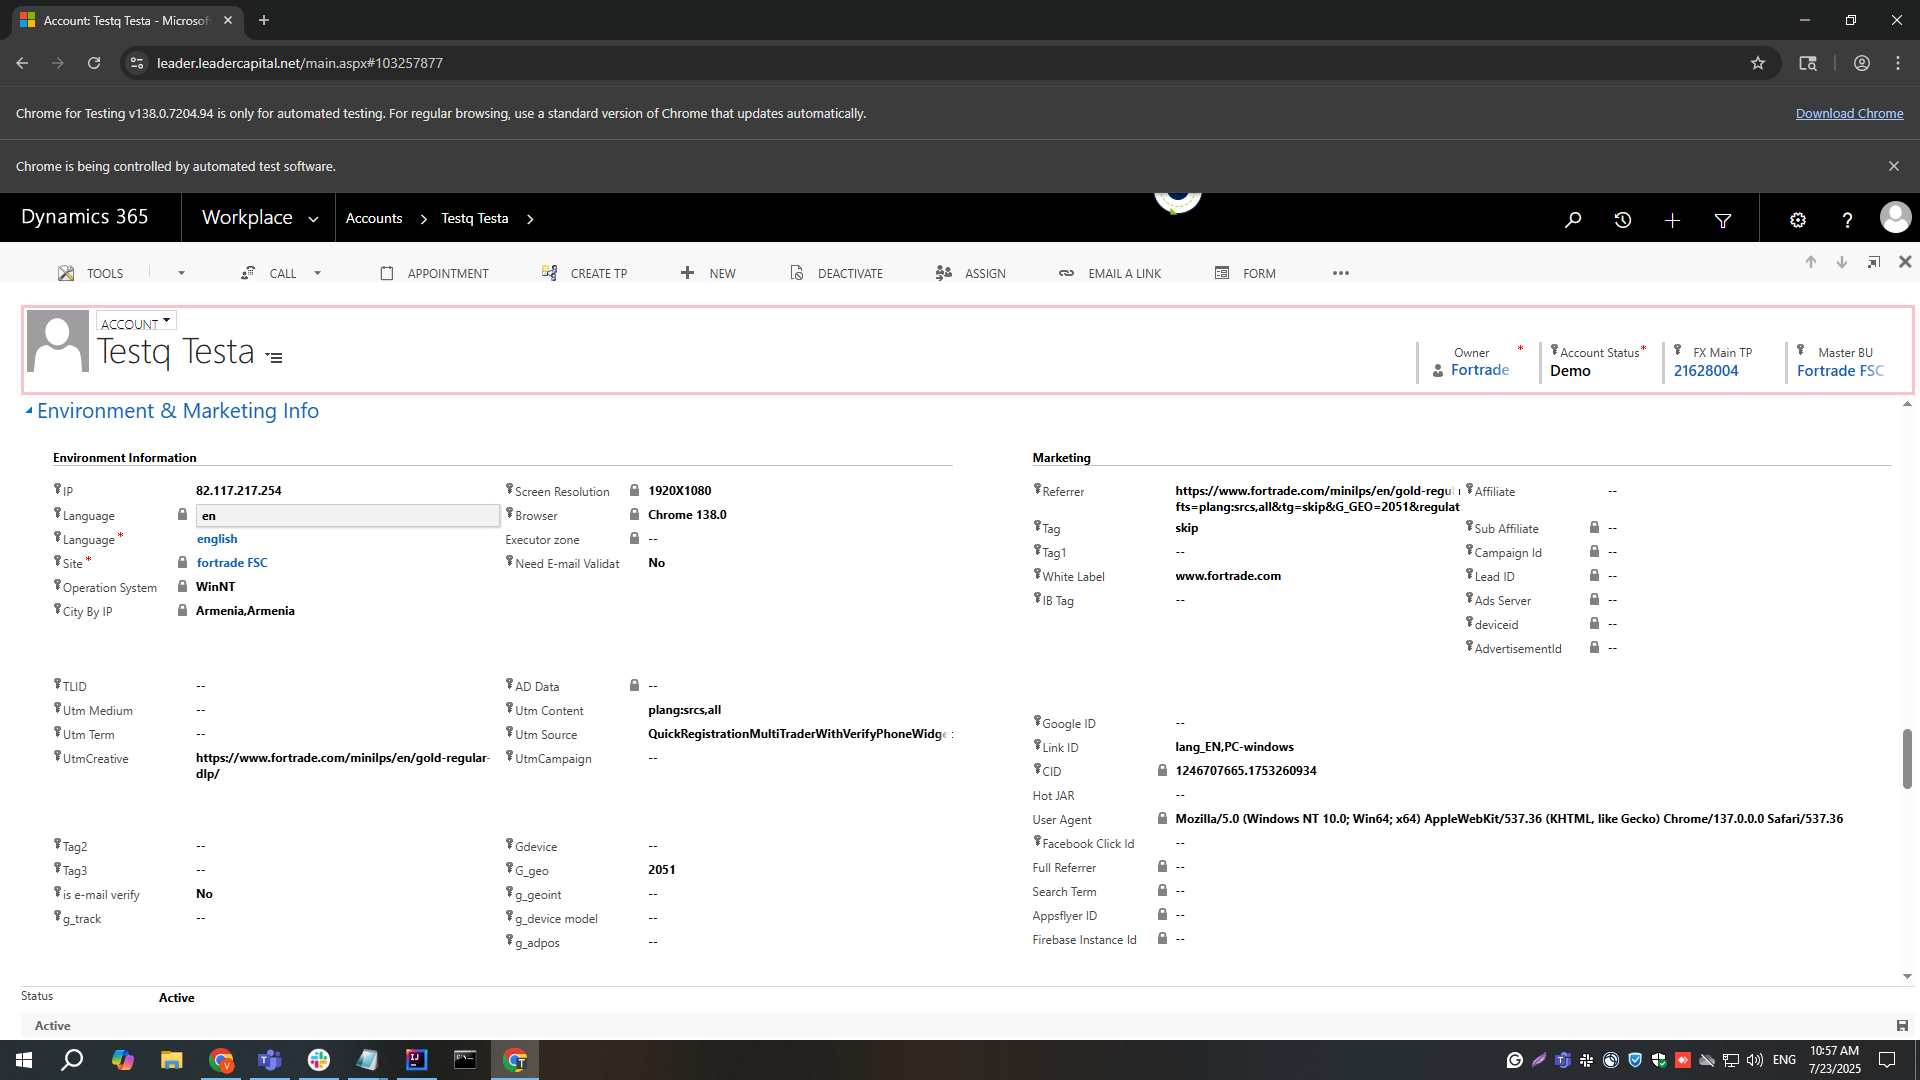 Account: Testq Testa - Microsof
leader.leadercapital.net/main.aspx#103257877
Chrome for Testing v138.0.7204.94 is only for automated testing. For regular browsing, use a standard version of Chrome that updates automatically.
Download Chrome
Chrome is being controlled by automated test software.
Dynamics 365
Workplace
Accounts
Testq Testa
TOOLS
CALL
APPOINTMENT
CREATE TP
NEW
DEACTIVATE
ASSIGN
EMAIL A LINK
FORM
ACCOUNT
Testq Testa
Owner *
Fortrade
Account Status *
Demo
FX Main TP
21628004
Master BU
Fortrade FSC
Environment & Marketing Info
Environment Information
IP 82.117.217.254
Language en
Language * english
Site * fortrade FSC
Operation System WinNT
City By IP Armenia,Armenia
Screen Resolution 1920X1080
Browser Chrome 138.0
Executor zone --
Need E-mail Validat No
TLID --
Utm Medium --
Utm Term --
UtmCreative https://www.fortrade.com/minilps/en/gold-regular-
dlp/
AD Data --
Utm Content plang:srcs,all
Utm Source QuickRegistrationMultiTraderWithVerifyPhoneWidge
UtmCampaign --
Tag2 --
Tag3 --
is e-mail verify No
g_track --
Gdevice --
G_geo 2051
g_geoint --
g_device model --
g_adpos --
Marketing
Referrer https://www.fortrade.com/minilps/en/gold-regul
fts=plang:srcs,all&tg=skip&G_GEO=2051&regulat
Tag skip
Tag1 --
White Label www.fortrade.com
IB Tag --
Affiliate --
Sub Affiliate --
Campaign Id --
Lead ID --
Ads Server --
deviceid --
AdvertisementId --
Google ID --
Link ID lang_EN,PC-windows
CID 1246707665.1753260934
Hot JAR --
User Agent Mozilla/5.0 (Windows NT 10.0; Win64; x64) AppleWebKit/537.36 (KHTML, like Gecko) Chrome/137.0.0.0 Safari/537.36
Facebook Click Id --
Full Referrer --
Search Term --
Appsflyer ID --
Firebase Instance Id --
Status Active
Active
ENG
10:57 AM
7/23/2025